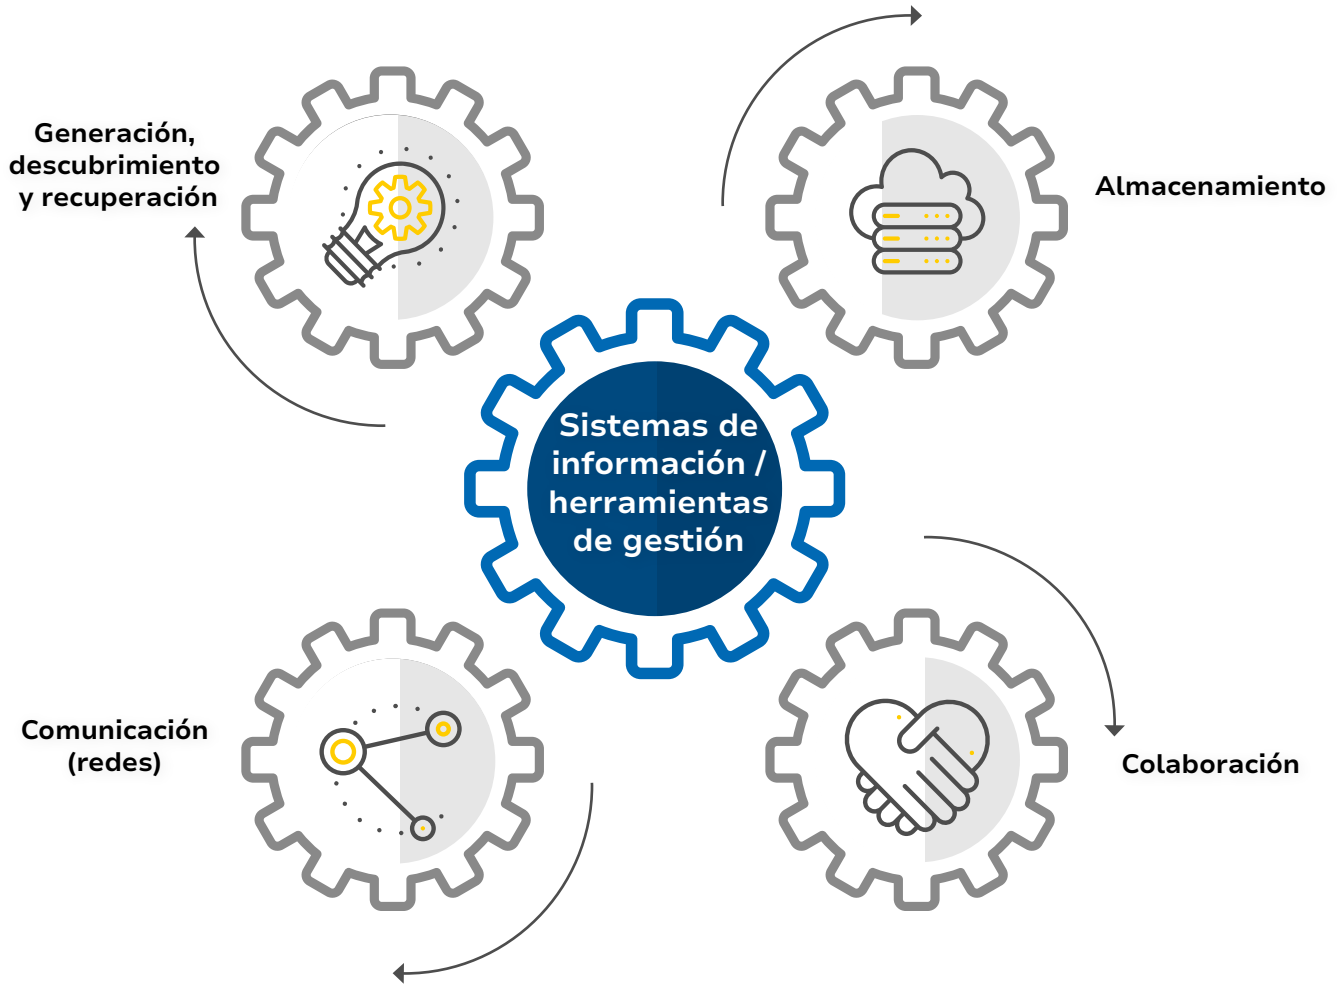 Generación,
descubrimiento
y recuperación
Almacenamiento
Sistemas de
información /
herramientas
de gestión
Comunicación
(redes)
Colaboración